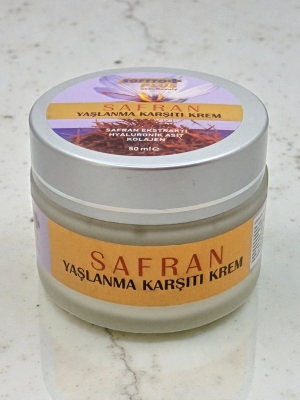 SAFRAN
YAŞLANMA KARŞITI KREM
SAFRAN EKSTRAKTI
HYALURONİK ASİT
KOLAJEN
50 ml e
SAFRAN
YAŞLANMA KARŞITI KREM